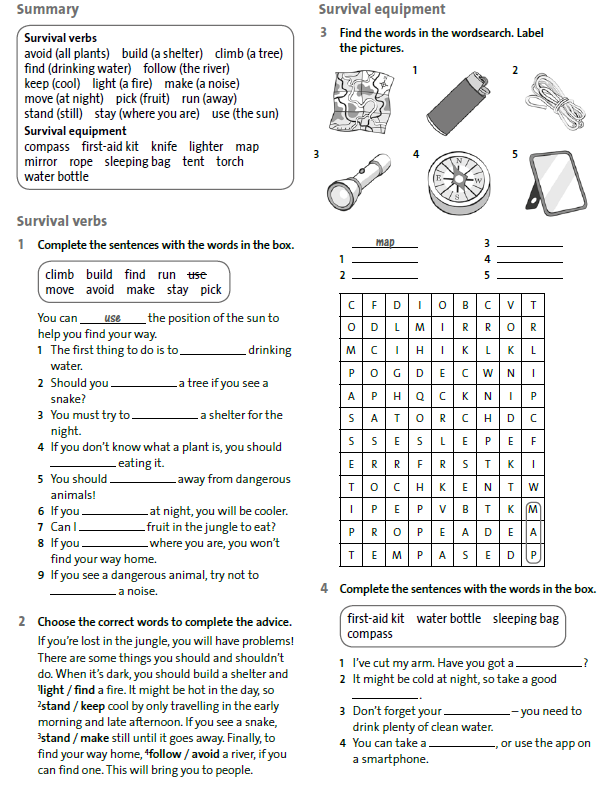 Summary
Survival verbs
avoid (all plants) build (a shelter) climb (a tree)
find (drinking water) follow (the river)
keep (cool) light (a fire) make (a noise)
move (at night) pick (fruit) run (away)
stand (still) stay (where you are) use (the sun)
Survival equipment
compass first-aid kit knife lighter map
mirror rope sleeping bag tent torch
water bottle
Survival verbs
1 Complete the sentences with the words in the box.
climb build find run use
move avoid make stay pick
You can use the position of the sun to
help you find your way.
1 The first thing to do is to ____ drinking
water.
2 Should you ____ a tree if you see a
snake?
3 You must try to ____ a shelter for the
night.
4 If you don't know what a plant is, you should
____ eating it.
5 You should ____ away from dangerous
animals!
6 If you ____ at night, you will be cooler.
7 Can I ____ fruit in the jungle to eat?
8 If you ____ where you are, you won't
find your way home.
9 If you see a dangerous animal, try not to
____ a noise.
2 Choose the correct words to complete the advice.
If you're lost in the jungle, you will have problems!
There are some things you should and shouldn't
do. When it's dark, you should build a shelter and
1light / find a fire. It might be hot in the day, so
2stand / keep cool by only travelling in the early
morning and late afternoon. If you see a snake,
3stand / make still until it goes away. Finally, to
find your way home, 4follow / avoid a river, if you
can find one. This will bring you to people.
Survival equipment
3 Find the words in the wordsearch. Label
the pictures.
1 2
3 4 5
N E S W
map 3 ____
1 ____ 4 ____
2 ____ 5 ____
C F D I O B C V T
O D L M I R R O R
M C I H I K L K L
P O G D E C W N I
A P H Q C K N I P
S A T O R C H D C
S S E S L E P E F
E R R F R S T K I
T O C H K E N T W
I P E P V B T K M
P R O P E A D E A
T E M P A S E D P
4 Complete the sentences with the words in the box.
first-aid kit water bottle sleeping bag
compass
1 I've cut my arm. Have you got a ____?
2 It might be cold at night, so take a good
____.
3 Don't forget your ____ – you need to
drink plenty of clean water.
4 You can take a ____, or use the app on
a smartphone.